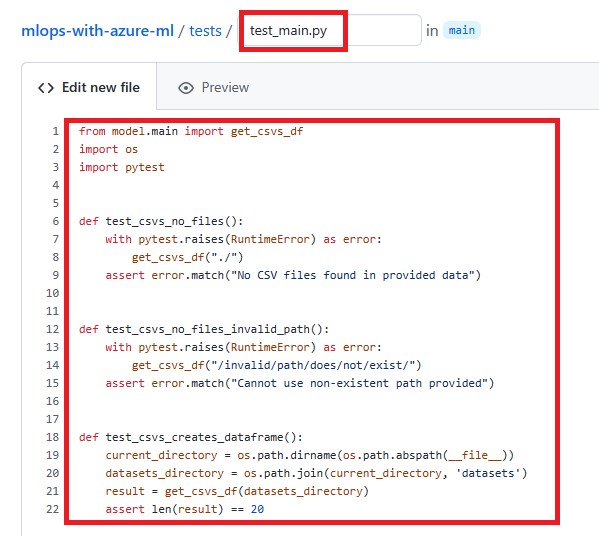 mlops-with-azure-ml / tests / test_main.py in main
<> Edit new file Preview
1 from model.main import get_csvs_df
2 import os
3 import pytest
4
5
6 def test_csvs_no_files():
7     with pytest.raises(RuntimeError) as error:
8         get_csvs_df("./")
9     assert error.match("No CSV files found in provided data")
10
11
12 def test_csvs_no_files_invalid_path():
13     with pytest.raises(RuntimeError) as error:
14         get_csvs_df("/invalid/path/does/not/exist/")
15     assert error.match("Cannot use non-existent path provided")
16
17
18 def test_csvs_creates_dataframe():
19     current_directory = os.path.dirname(os.path.abspath(__file__))
20     datasets_directory = os.path.join(current_directory, 'datasets')
21     result = get_csvs_df(datasets_directory)
22     assert len(result) == 20